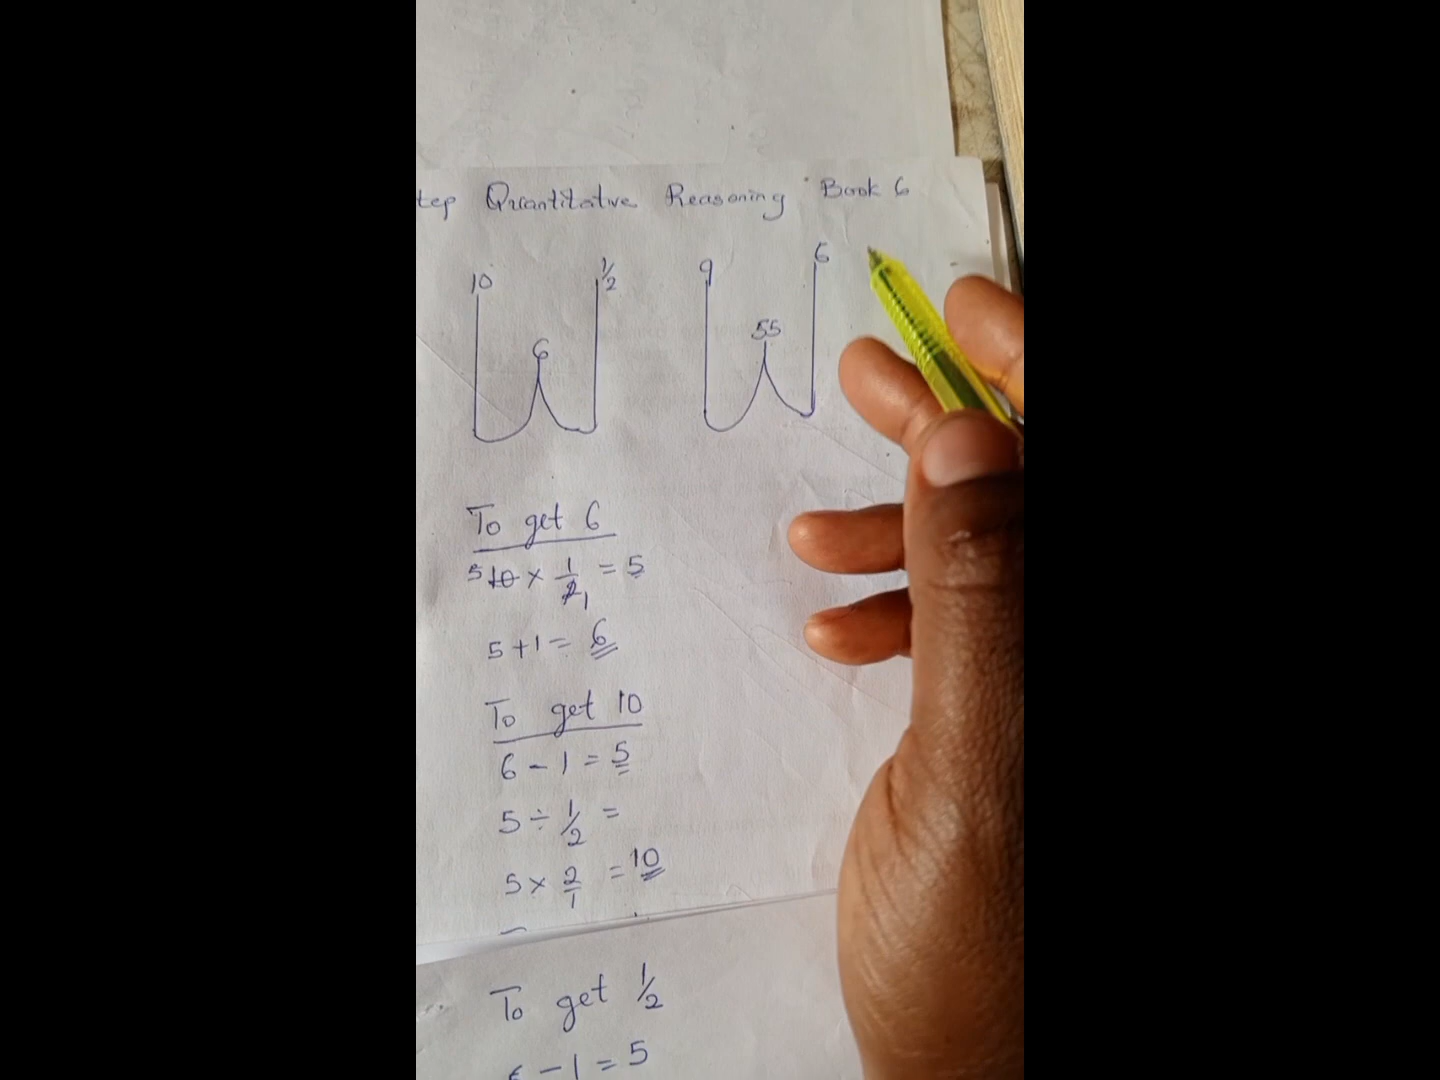 tep Quantitative Reasoning Book 6
10 1/2 9 6
6 55
To get 6
5 10 × 1/2 1 = 5
5 + 1 = 6
To get 10
6 - 1 = 5
5 ÷ 1/2 =
5 × 2/1 = 10
To get 1/2
- 1 = 5